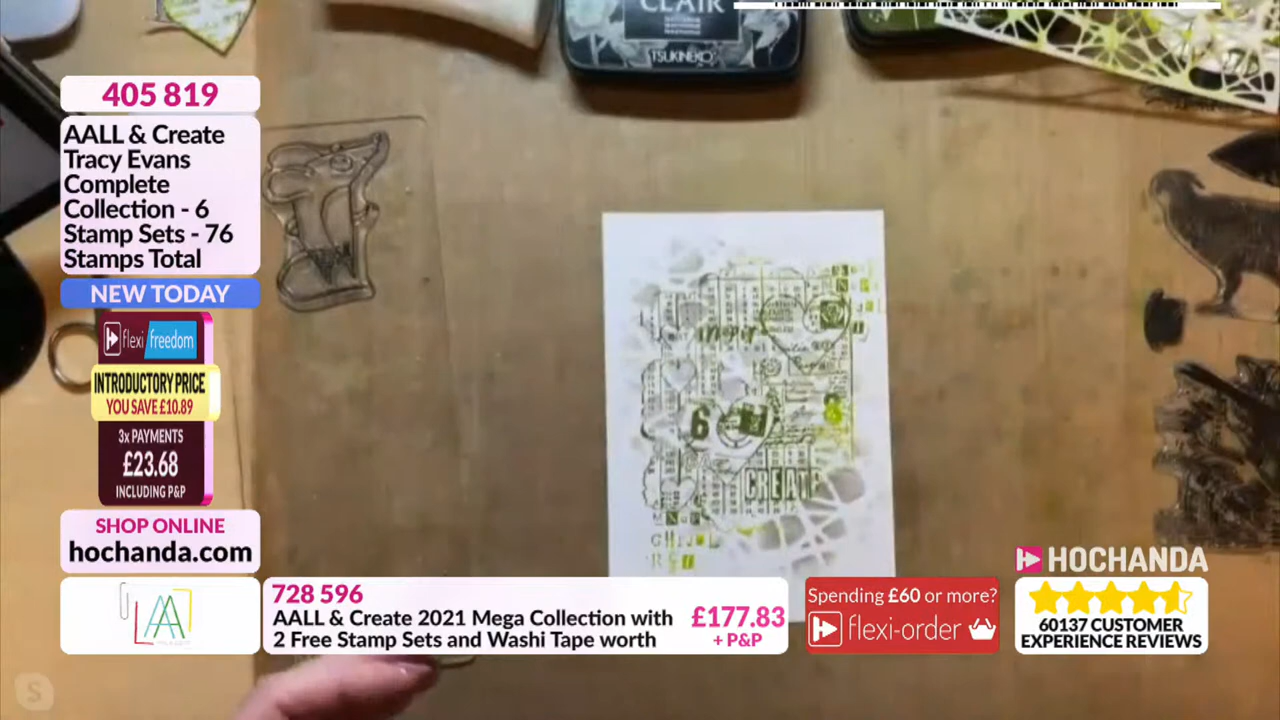 CLAIR
TSUKINEKO
405 819
AALL & Create
Tracy Evans
Complete
Collection - 6
Stamp Sets - 76
Stamps Total
NEW TODAY
flexi freedom
INTRODUCTORY PRICE
YOU SAVE £10.89
3x PAYMENTS
£23.68
INCLUDING P&P
SHOP ONLINE
hochanda.com
6
CREATE
LAA
728 596
AALL & Create 2021 Mega Collection with
2 Free Stamp Sets and Washi Tape worth
£177.83
+ P&P
Spending £60 or more?
flexi-order
HOCHANDA
60137 CUSTOMER
EXPERIENCE REVIEWS
S